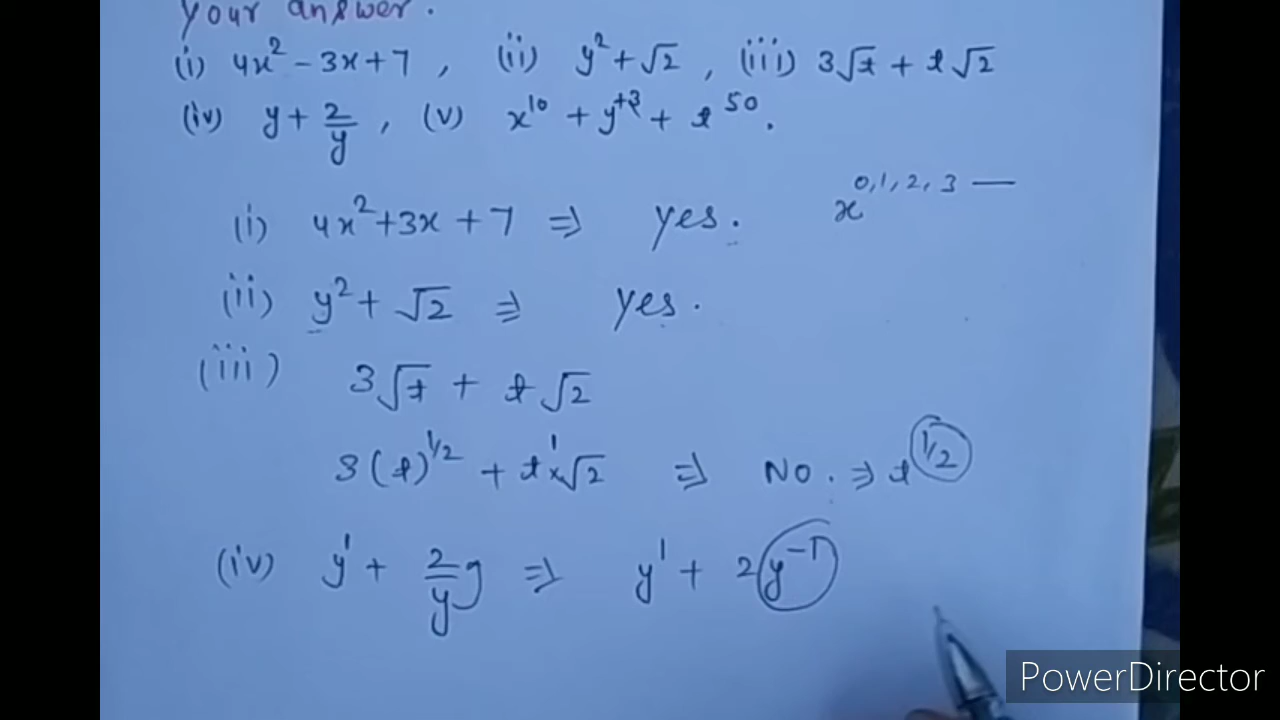 your answer.
(i) 4x² - 3x + 7 , (ii) y² + √2 , (iii) 3√t + t√2
(iv) y + 2/y , (v) x¹⁰ + y⁺³ + t⁵⁰.
x⁰,¹,²,³ —
(i) 4x² + 3x + 7 ⇒ yes.
(ii) y² + √2 ⇒ yes.
(iii) 3√t + t√2
3(t)^1/2 + t¹×√2 ⇒ NO. ⇒ t^1/2
(iv) y¹ + 2/y ⇒ y¹ + 2y⁻¹
PowerDirector